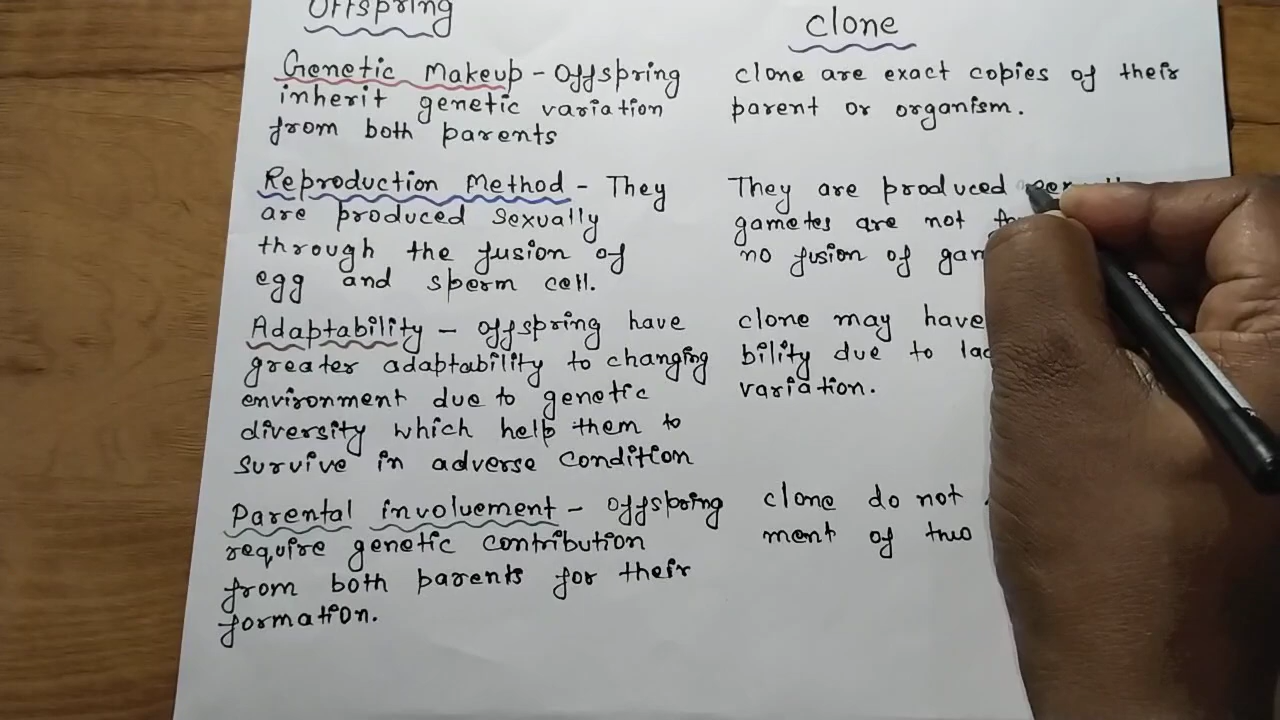 Offspring
Genetic Makeup - Offspring
inherit genetic variation
from both parents
Reproduction Method - They
are produced sexually
through the fusion of
egg and sperm cell.
Adaptability - offspring have
greater adaptability to changing
environment due to genetic
diversity which help them to
survive in adverse condition
Parental involvement - offspring
require genetic contribution
from both parents for their
formation.
Clone
clone are exact copies of their
parent or organism.
They are produced
gametes are not
no fusion of
clone may have
bility due to
variation.
clone do not
ment of two